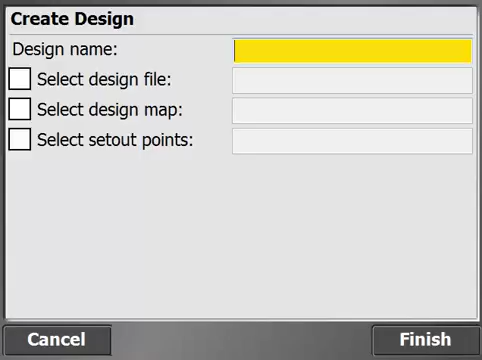 Create Design
Design name:
Select design file:
Select design map:
Select setout points:
Cancel
Finish